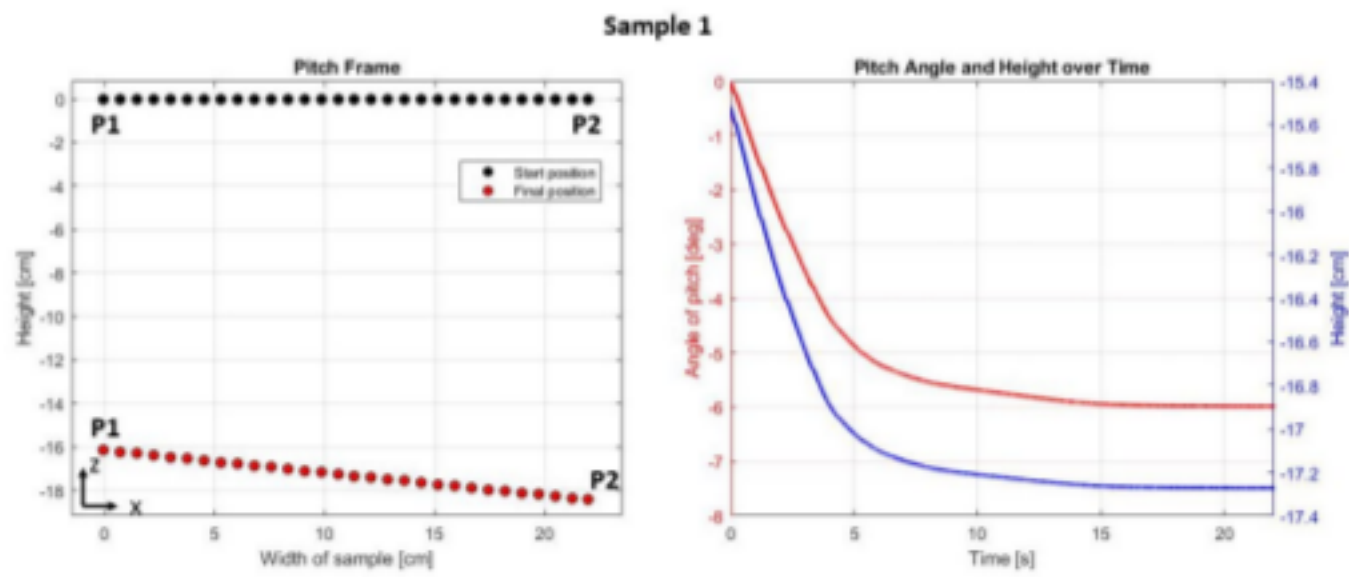 Sample 1
Pitch Frame
0
-2
-4
-6
-8
-10
-12
-14
-16
-18
Height [cm]
P1
P2
Start position
Final position
P1
P2
Z
X
0
5
10
15
20
Width of sample [cm]
Pitch Angle and Height over Time
0
-1
-2
-3
-4
-5
-6
-7
-8
Angle of pitch [deg]
-15.4
-15.6
-15.8
-16
-16.2
-16.4
-16.6
-16.8
-17
-17.2
-17.4
Height [cm]
0
5
10
15
20
Time [s]